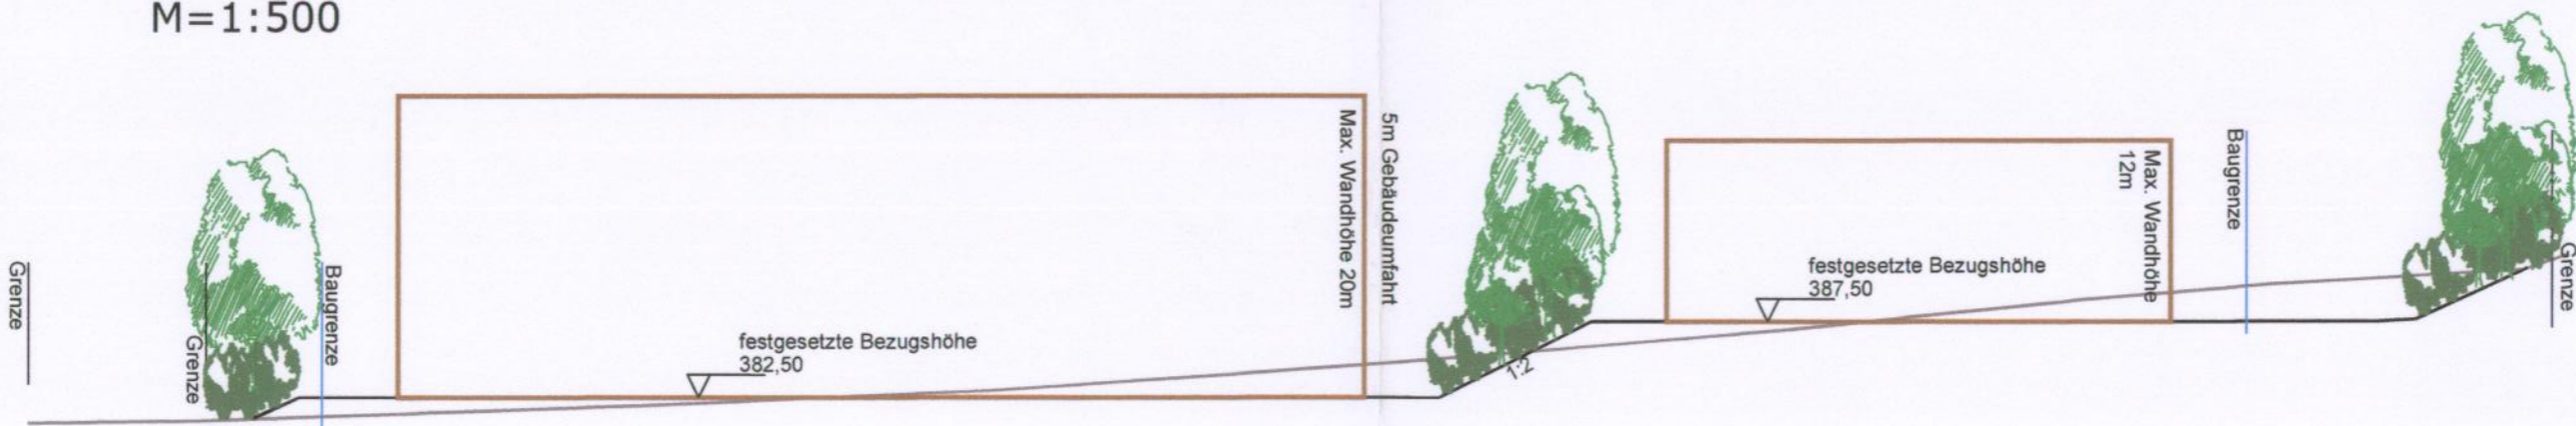 M=1:500
Grenze
Grenze
Baugrenze
festgesetzte Bezugshöhe
382,50
Max. Wandhöhe 20m
5m Gebäudeumfahrt
1:2
festgesetzte Bezugshöhe
387,50
Max. Wandhöhe
12m
Baugrenze
Grenze